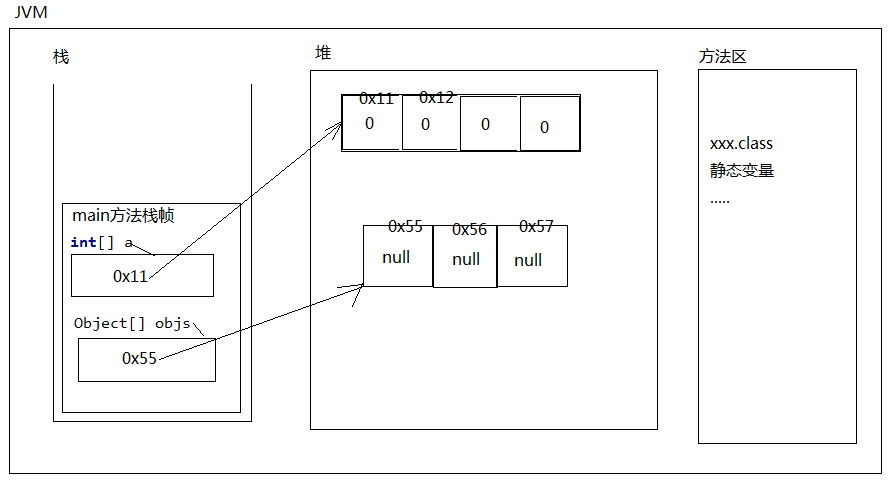 JVM
栈
堆
方法区
0x11
0x12
0
0
0
0
xxx.class
静态变量
.....
main方法栈帧
int[] a
0x11
0x55
0x56
0x57
null
null
null
Object[] objs
0x55